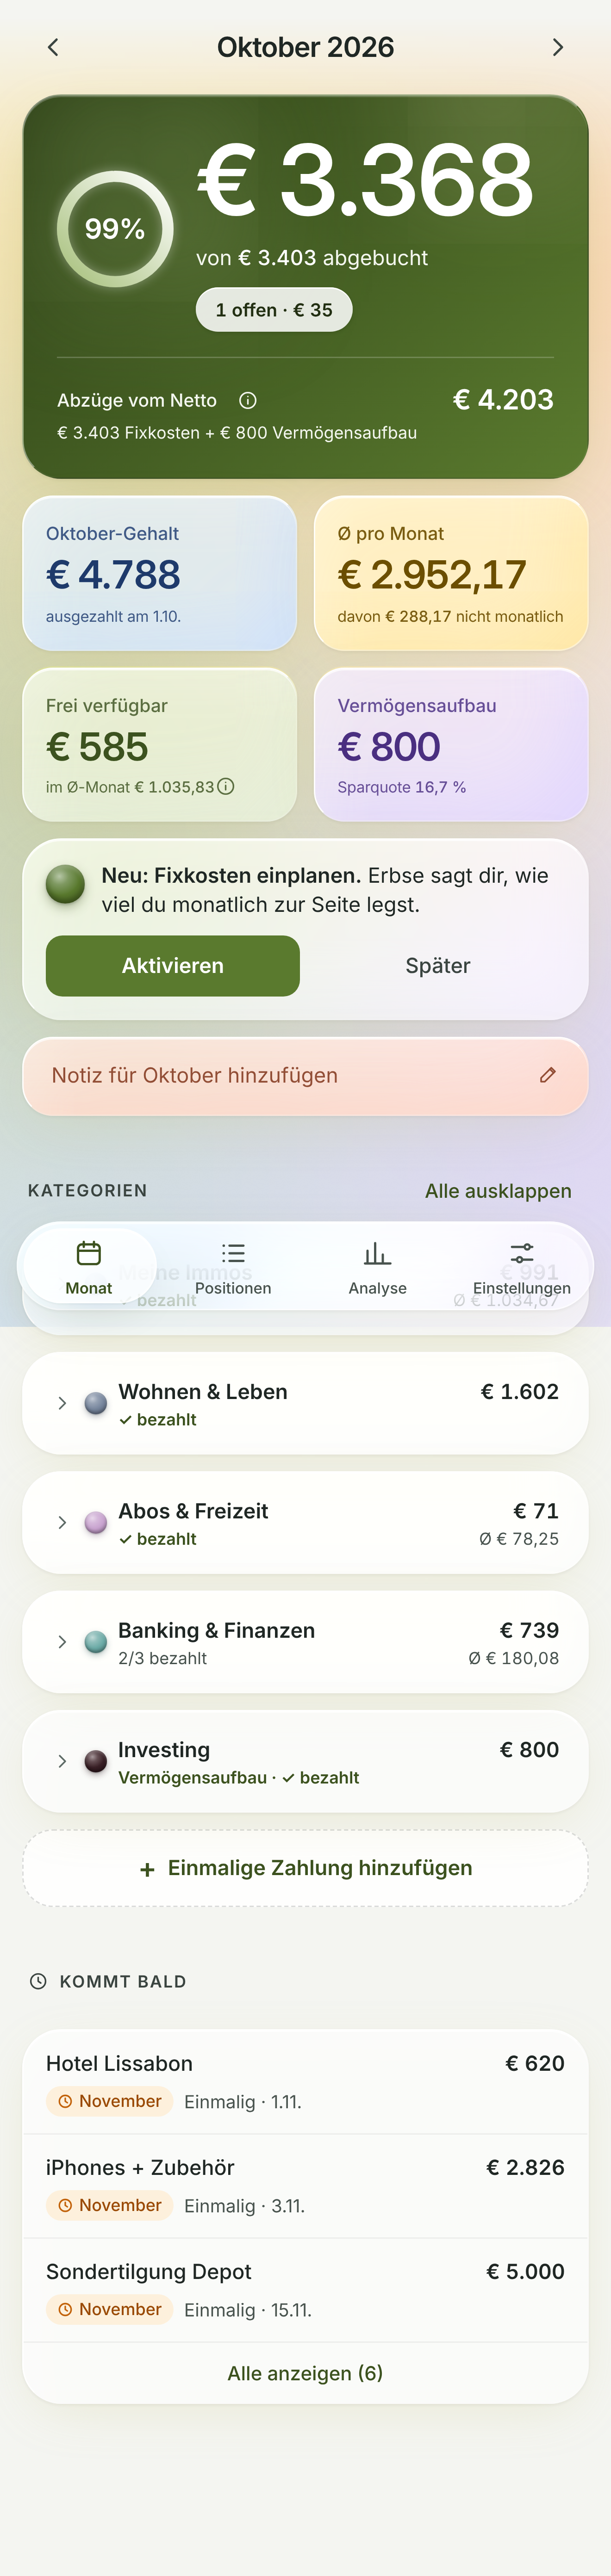 Oktober 2026
€ 3.368
99%
von € 3.403 abgebucht
1 offen · € 35
Abzüge vom Netto
€ 4.203
€ 3.403 Fixkosten + € 800 Vermögensaufbau
Oktober-Gehalt
€ 4.788
ausgezahlt am 1.10.
Ø pro Monat
€ 2.952,17
davon € 288,17 nicht monatlich
Frei verfügbar
€ 585
im Ø-Monat € 1.035,83
Vermögensaufbau
€ 800
Sparquote 16,7 %
Neu: Fixkosten einplanen. Erbse sagt dir, wie
viel du monatlich zur Seite legst.
Aktivieren
Später
Notiz für Oktober hinzufügen
KATEGORIEN
Alle ausklappen
Meine Immos
€ 991
✓ bezahlt
Ø € 1.034,67
Monat
Positionen
Analyse
Einstellungen
Wohnen & Leben
€ 1.602
✓ bezahlt
Abos & Freizeit
€ 71
✓ bezahlt
Ø € 78,25
Banking & Finanzen
€ 739
2/3 bezahlt
Ø € 180,08
Investing
€ 800
Vermögensaufbau · ✓ bezahlt
+ Einmalige Zahlung hinzufügen
KOMMT BALD
Hotel Lissabon
€ 620
November
Einmalig · 1.11.
iPhones + Zubehör
€ 2.826
November
Einmalig · 3.11.
Sondertilgung Depot
€ 5.000
November
Einmalig · 15.11.
Alle anzeigen (6)